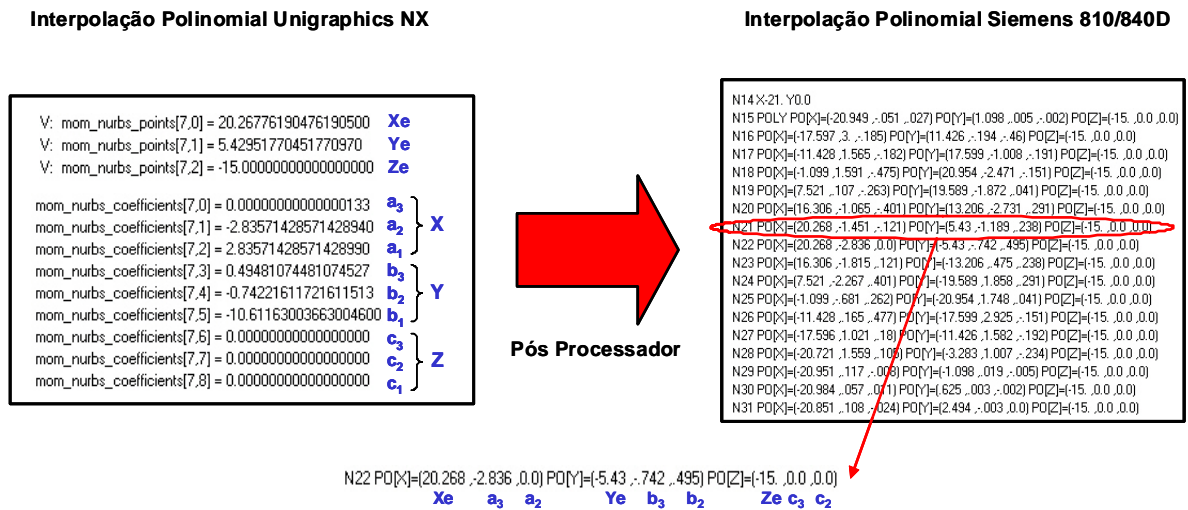 Interpolação Polinomial Unigraphics NX
Interpolação Polinomial Siemens 810/840D
V: mom_nurbs_points[7,0] = 20.26776190476190500 Xe
V: mom_nurbs_points[7,1] = 5.42951770451770970 Ye
V: mom_nurbs_points[7,2] = -15.00000000000000000 Ze
mom_nurbs_coefficients[7,0] = 0.00000000000000133 a3
mom_nurbs_coefficients[7,1] = -2.83571428571428940 a2
mom_nurbs_coefficients[7,2] = 2.83571428571428990 a1
X
mom_nurbs_coefficients[7,3] = 0.49481074481074527 b3
mom_nurbs_coefficients[7,4] = -0.74221611721611513 b2
mom_nurbs_coefficients[7,5] = -10.61163003663004600 b1
Y
mom_nurbs_coefficients[7,6] = 0.00000000000000000 c3
mom_nurbs_coefficients[7,7] = 0.00000000000000000 c2
mom_nurbs_coefficients[7,8] = 0.00000000000000000 c1
Z
Pós Processador
N14 X-21. Y0.0
N15 POLY PO[X]=(-20.949 ,-.051 ,.027) PO[Y]=(1.098 ,.005 ,-.002) PO[Z]=(-15. ,0.0 ,0.0)
N16 PO[X]=(-17.597 ,3. ,-.185) PO[Y]=(11.426 ,-.194 ,-.46) PO[Z]=(-15. ,0.0 ,0.0)
N17 PO[X]=(-11.428 ,1.565 ,-.182) PO[Y]=(17.599 ,-1.008 ,-.191) PO[Z]=(-15. ,0.0 ,0.0)
N18 PO[X]=(-1.099 ,1.591 ,-.475) PO[Y]=(20.954 ,-2.471 ,-.151) PO[Z]=(-15. ,0.0 ,0.0)
N19 PO[X]=(7.521 ,.107 ,-.263) PO[Y]=(19.589 ,-1.872 ,.041) PO[Z]=(-15. ,0.0 ,0.0)
N20 PO[X]=(16.306 ,-1.065 ,-.401) PO[Y]=(13.206 ,-2.731 ,.291) PO[Z]=(-15. ,0.0 ,0.0)
N21 PO[X]=(20.268 ,-1.451 ,-.121) PO[Y]=(5.43 ,-1.189 ,.238) PO[Z]=(-15. ,0.0 ,0.0)
N22 PO[X]=(20.268 ,-2.836 ,0.0) PO[Y]=(-5.43 ,-.742 ,.495) PO[Z]=(-15. ,0.0 ,0.0)
N23 PO[X]=(16.306 ,-1.815 ,.121) PO[Y]=(-13.206 ,.475 ,.238) PO[Z]=(-15. ,0.0 ,0.0)
N24 PO[X]=(7.521 ,-2.267 ,.401) PO[Y]=(-19.589 ,1.858 ,.291) PO[Z]=(-15. ,0.0 ,0.0)
N25 PO[X]=(-1.099 ,-.681 ,.262) PO[Y]=(-20.954 ,1.748 ,.041) PO[Z]=(-15. ,0.0 ,0.0)
N26 PO[X]=(-11.428 ,.165 ,.477) PO[Y]=(-17.599 ,2.925 ,-.151) PO[Z]=(-15. ,0.0 ,0.0)
N27 PO[X]=(-17.596 ,1.021 ,.18) PO[Y]=(-11.426 ,1.582 ,-.192) PO[Z]=(-15. ,0.0 ,0.0)
N28 PO[X]=(-20.721 ,1.559 ,.105) PO[Y]=(-3.283 ,1.007 ,-.234) PO[Z]=(-15. ,0.0 ,0.0)
N29 PO[X]=(-20.951 ,.117 ,-.008) PO[Y]=(-1.098 ,.019 ,-.005) PO[Z]=(-15. ,0.0 ,0.0)
N30 PO[X]=(-20.984 ,.057 ,.011) PO[Y]=(.625 ,.003 ,-.002) PO[Z]=(-15. ,0.0 ,0.0)
N31 PO[X]=(-20.851 ,.108 ,-.024) PO[Y]=(2.494 ,-.003 ,0.0) PO[Z]=(-15. ,0.0 ,0.0)
N22 PO[X]=(20.268 ,-2.836 ,0.0) PO[Y]=(-5.43 ,-.742 ,.495) PO[Z]=(-15. ,0.0 ,0.0)
Xe a3 a2 Ye b3 b2 Ze c3 c2